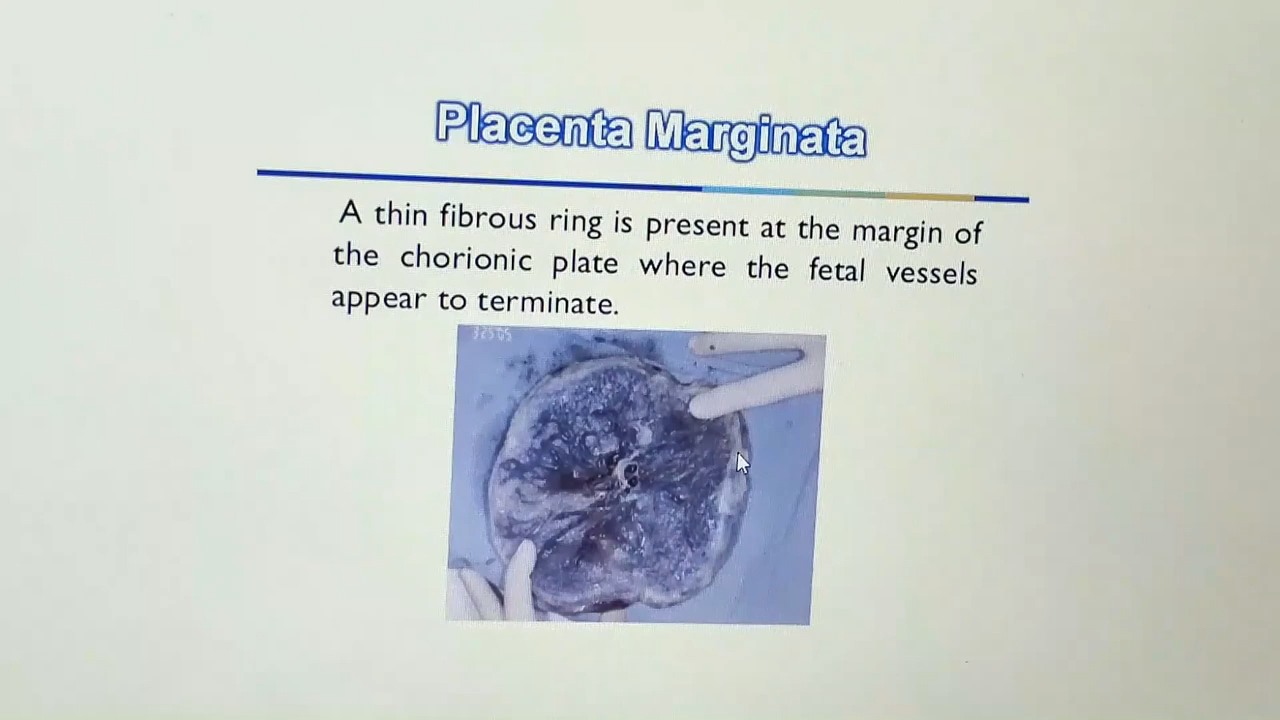 Placenta Marginata
A thin fibrous ring is present at the margin of
the chorionic plate where the fetal vessels
appear to terminate.